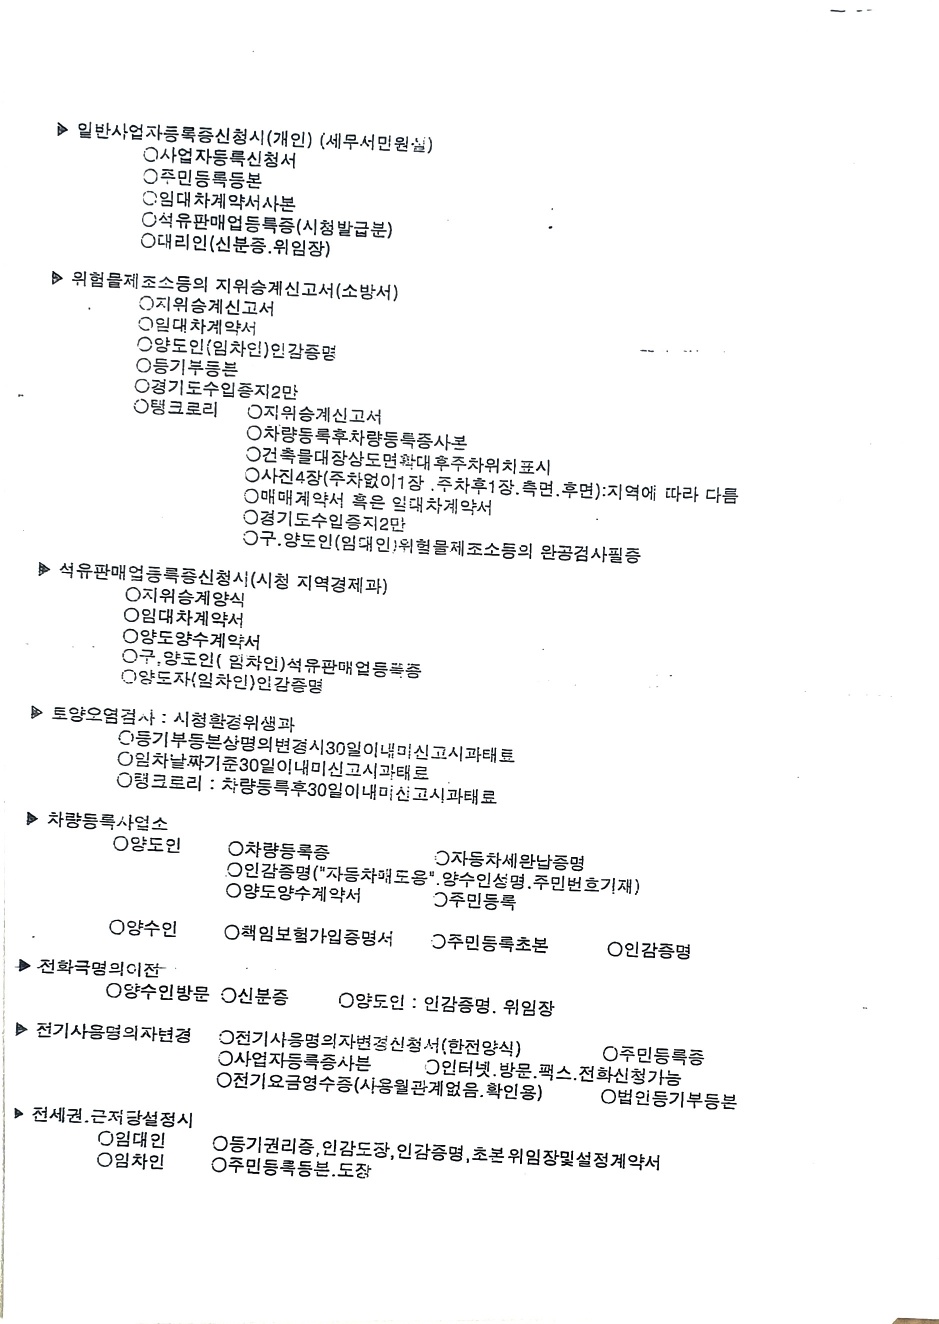 ▶ 일반사업자등록증신청시(개인) (세무서민원실)
○사업자등록신청서
○주민등록등본
○임대차계약서사본
○석유판매업등록증(시청발급분)
○대리인(신분증.위임장)
▶ 위험물제조소등의 지위승계신고서(소방서)
○지위승계신고서
○임대차계약서
○양도인(임차인)인감증명
○등기부등본
○경기도수입증지2만
○탱크로리 ○지위승계신고서
○차량등록후차량등록증사본
○건축물대장상도면확대후주차위치표시
○사진4장(주차없이1장 .주차후1장.측면.후면):지역에 따라 다름
○매매계약서 혹은 임대차계약서
○경기도수입증지2만
○구.양도인(임대인)위험물제조소등의 완공검사필증
▶ 석유판매업등록증신청시(시청 지역경제과)
○지위승계양식
○임대차계약서
○양도양수계약서
○구.양도인( 임차인)석유판매업등록증
○양도자(임차인)인감증명
▶ 토양오염검사 : 시청환경위생과
○등기부등본상명의변경시30일이내미신고시과태료
○임차날짜기준30일이내미신고시과태료
○탱크로리 : 차량등록후30일이내미신고시과태료
▶ 차량등록사업소
○양도인 ○차량등록증 ○자동차세완납증명
○인감증명("자동차매도용".양수인성명.주민번호기재)
○양도양수계약서 ○주민등록
○양수인 ○책임보험가입증명서 ○주민등록초본 ○인감증명
▶ 전화국명의이전
○양수인방문 ○신분증 ○양도인 : 인감증명. 위임장
▶ 전기사용명의자변경 ○전기사용명의자변경신청서(한전양식) ○주민등록증
○사업자등록증사본 ○인터넷.방문.팩스.전화신청가능
○전기요금영수증(사용월관계없음.확인용) ○법인등기부등본
▶ 전세권.근저당설정시
○임대인 ○등기권리증,인감도장,인감증명,초본위임장및설정계약서
○임차인 ○주민등록등본.도장